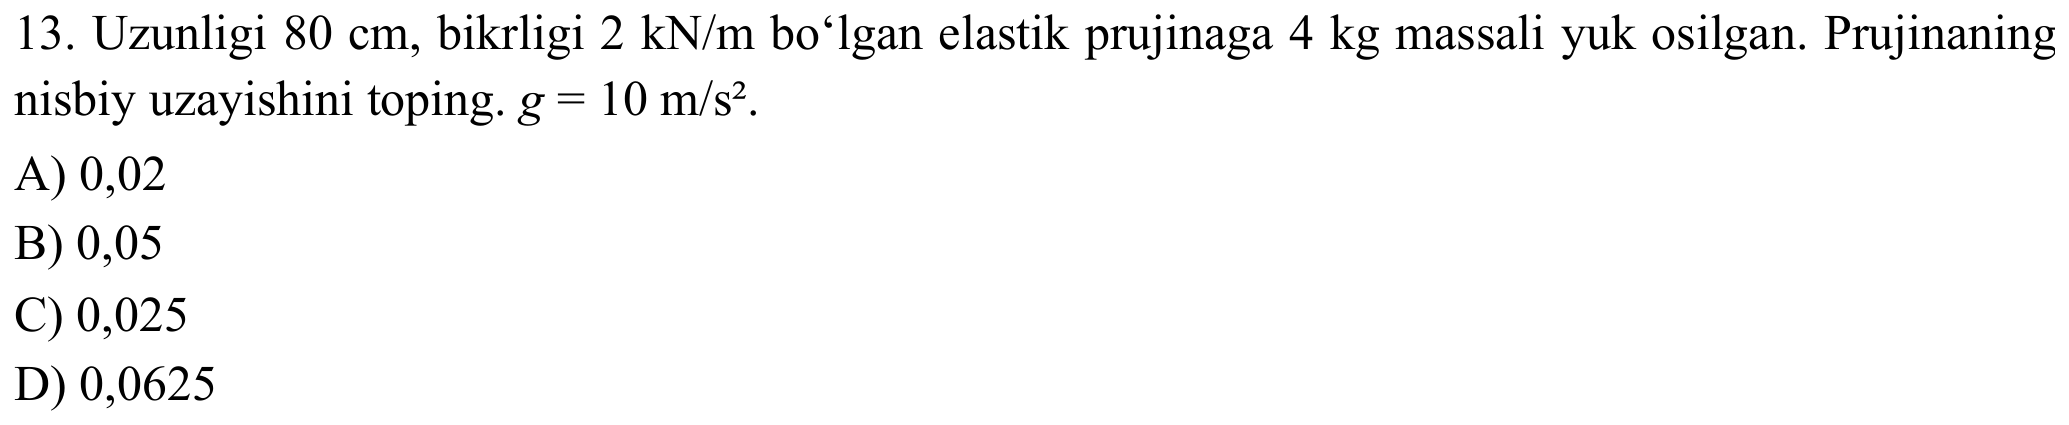 13. Uzunligi 80 cm, bikrligi 2 kN/m bo‘lgan elastik prujinaga 4 kg massali yuk osilgan. Prujinaning
nisbiy uzayishini toping. g = 10 m/s².
A) 0,02
B) 0,05
C) 0,025
D) 0,0625